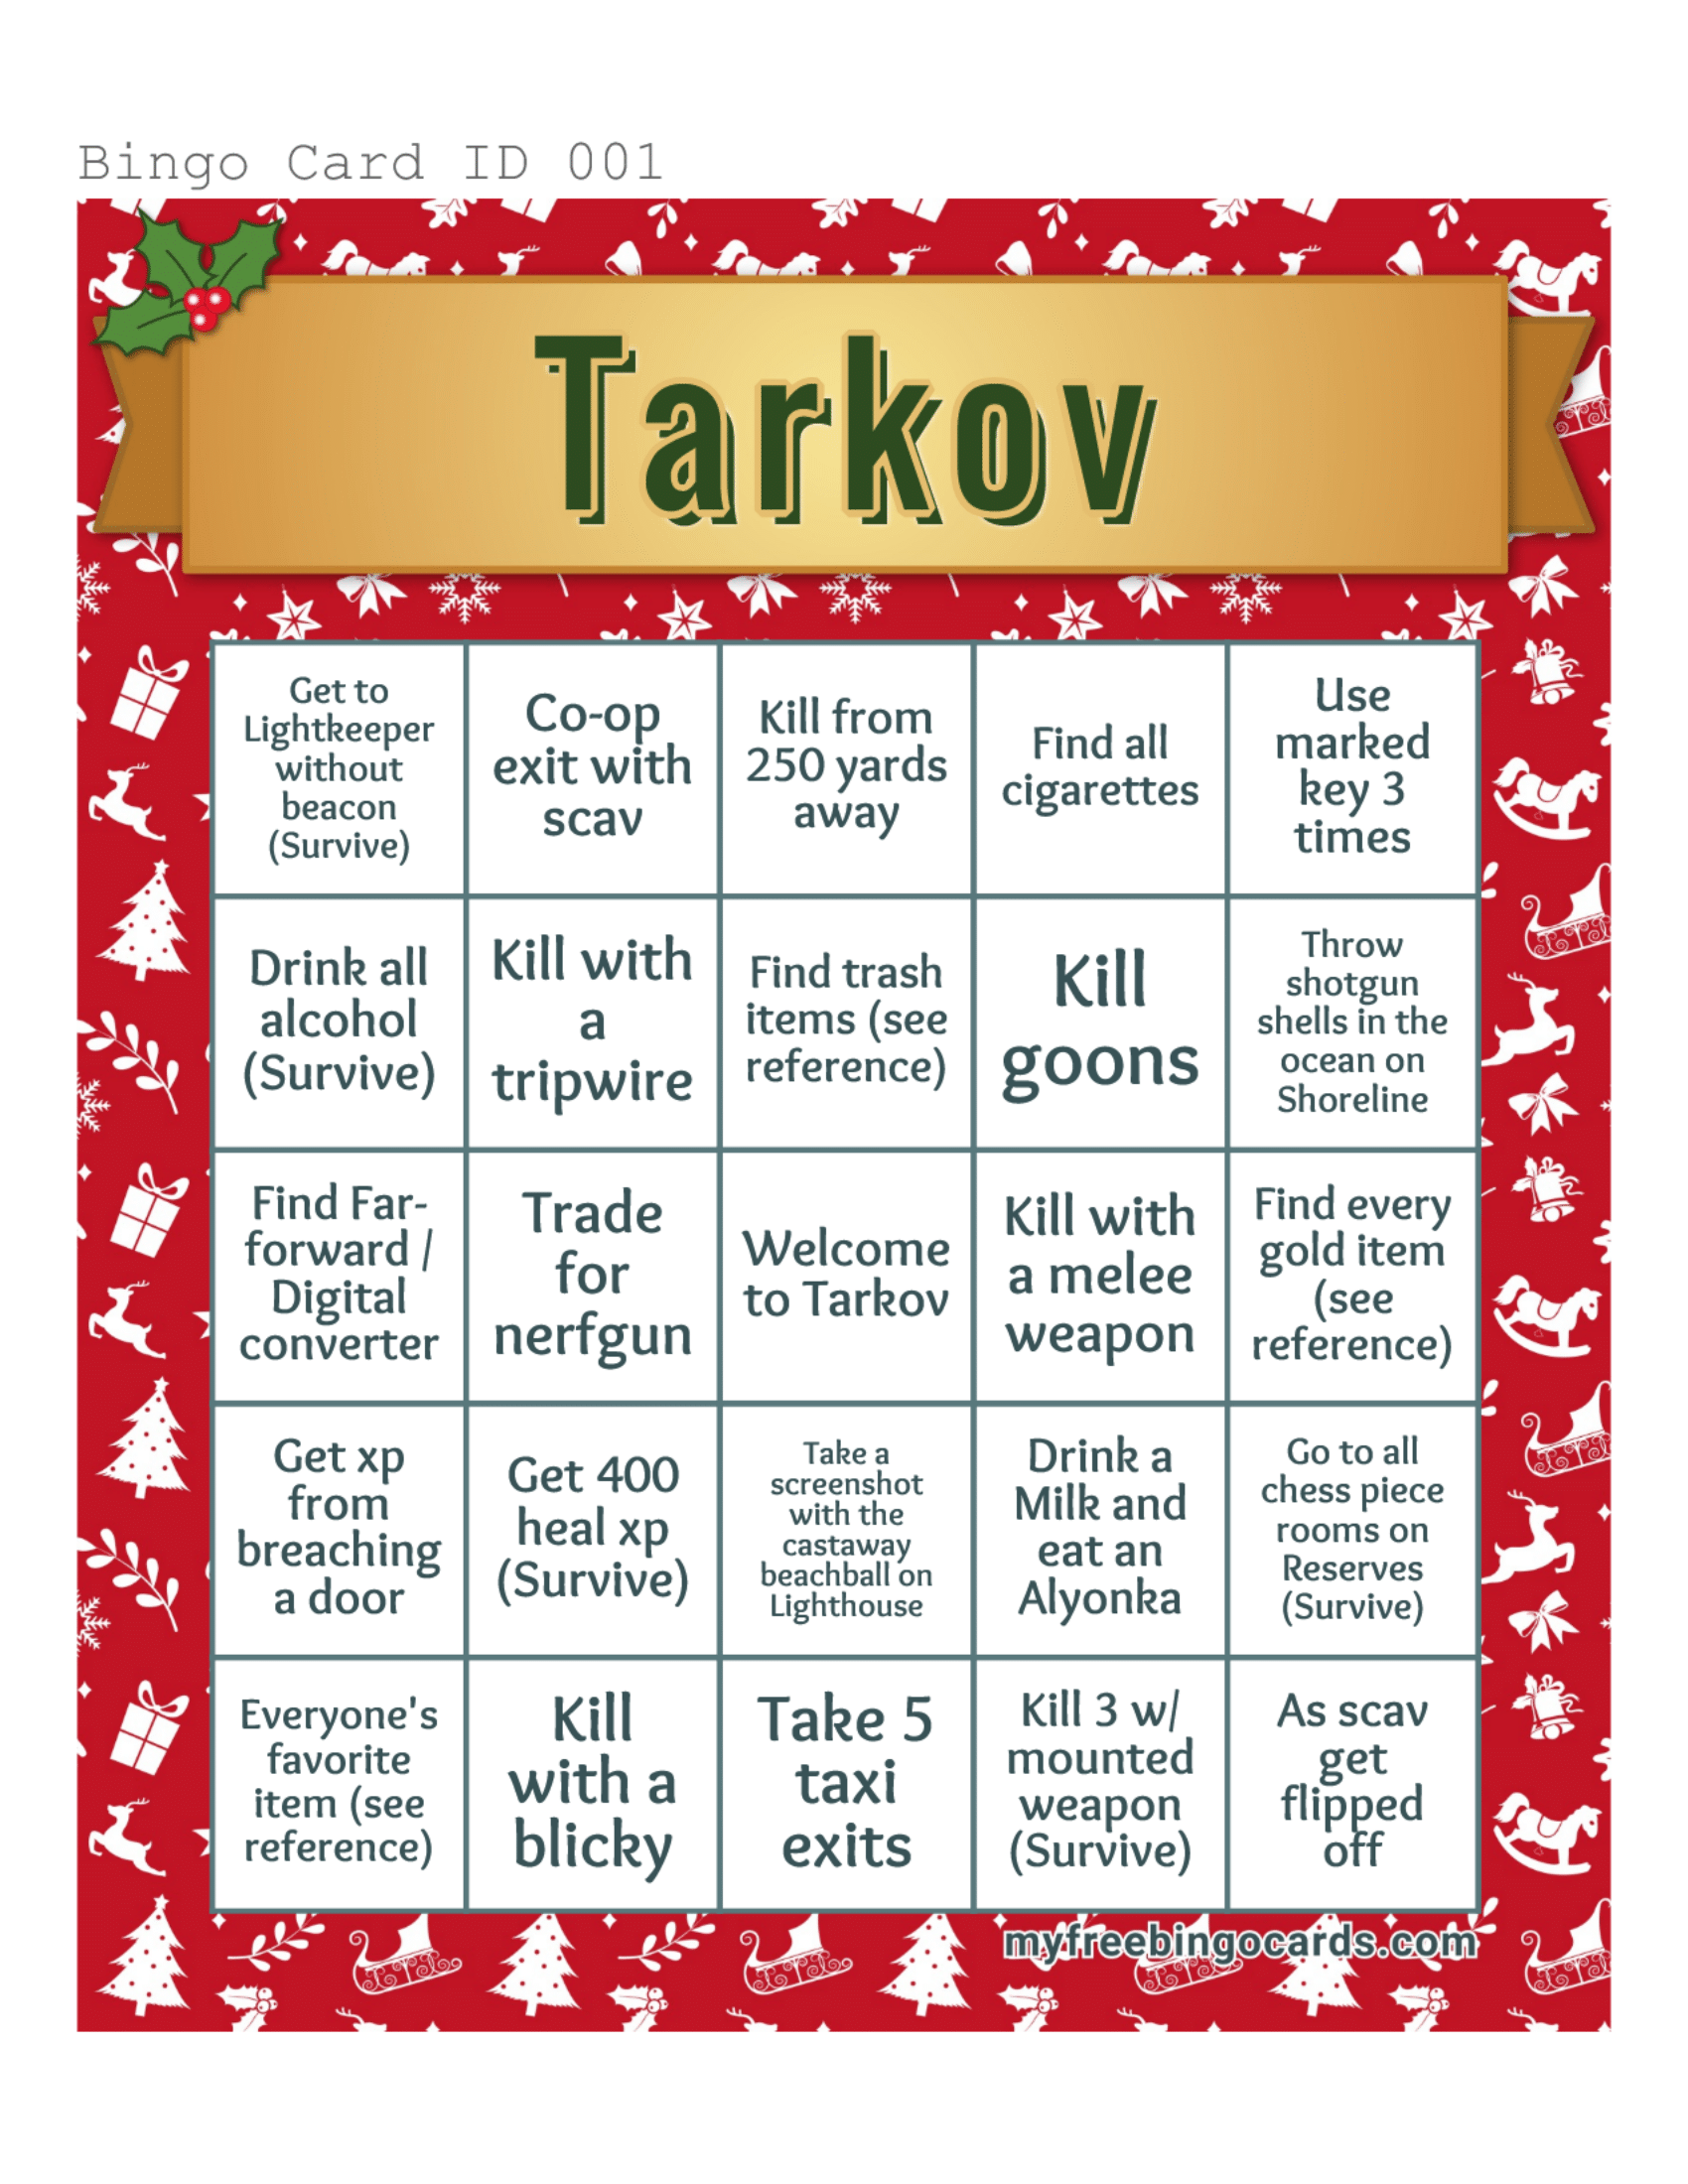 Bingo Card ID 001
Tarkov
Get to
Lightkeeper
without
beacon
(Survive)
Co-op
exit with
scav
Kill from
250 yards
away
Find all
cigarettes
Use
marked
key 3
times
Drink all
alcohol
(Survive)
Kill with
a
tripwire
Find trash
items (see
reference)
Kill
goons
Throw
shotgun
shells in the
ocean on
Shoreline
Find Far-
forward /
Digital
converter
Trade
for
nerfgun
Welcome
to Tarkov
Kill with
a melee
weapon
Find every
gold item
(see
reference)
Get xp
from
breaching
a door
Get 400
heal xp
(Survive)
Take a
screenshot
with the
castaway
beachball on
Lighthouse
Drink a
Milk and
eat an
Alyonka
Go to all
chess piece
rooms on
Reserves
(Survive)
Everyone's
favorite
item (see
reference)
Kill
with a
blicky
Take 5
taxi
exits
Kill 3 w/
mounted
weapon
(Survive)
As scav
get
flipped
off
myfreebingocards.com